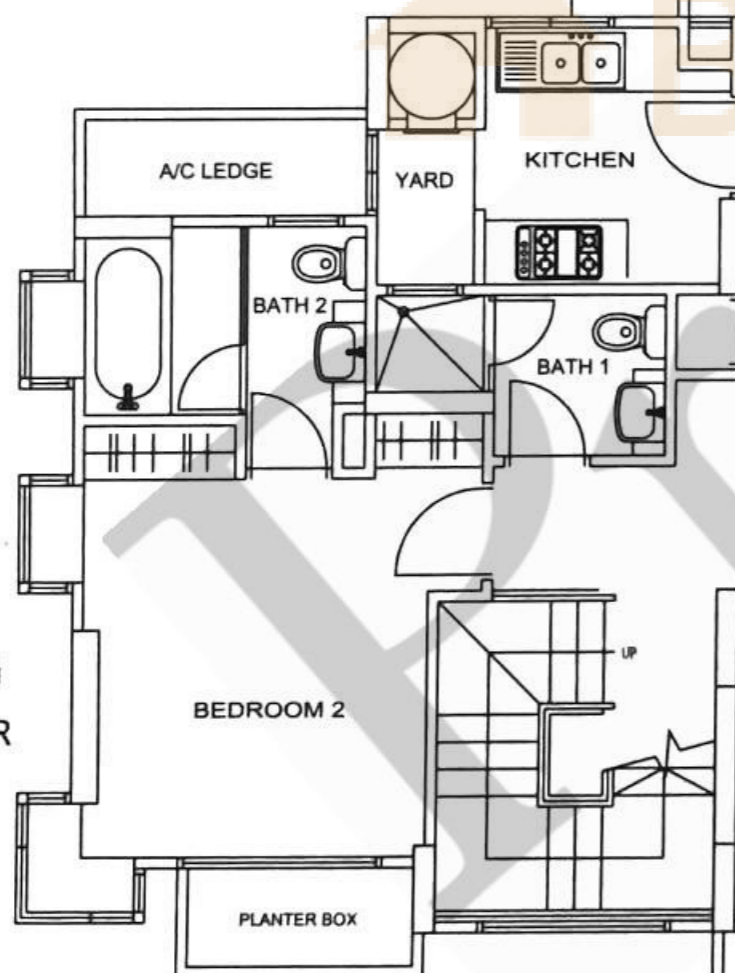 A/C LEDGE
YARD
KITCHEN
BATH 2
BATH 1
UP
BEDROOM 2
R
PLANTER BOX